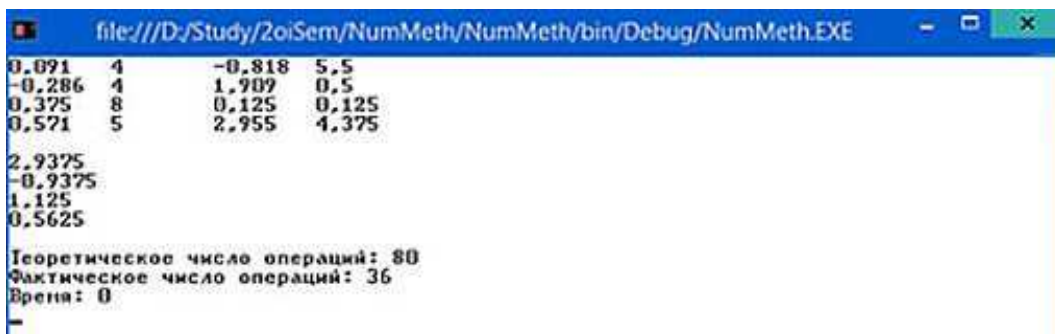 file:///D:/Study/2oiSem/NumMeth/NumMeth/bin/Debug/NumMeth.EXE
0,091 4 -0,818 5,5
-0,286 4 1,909 0,5
0,375 8 0,125 0,125
0,571 5 2,955 4,375
2,9375
-0,9375
1,125
0,5625
Теоретическое число операций: 80
Фактическое число операций: 36
Время: 0